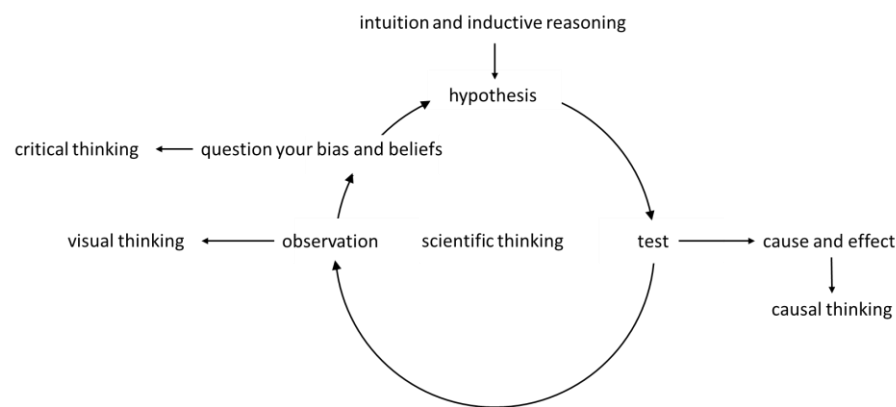 intuition and inductive reasoning
hypothesis
critical thinking
question your bias and beliefs
visual thinking
observation
scientific thinking
test
cause and effect
causal thinking